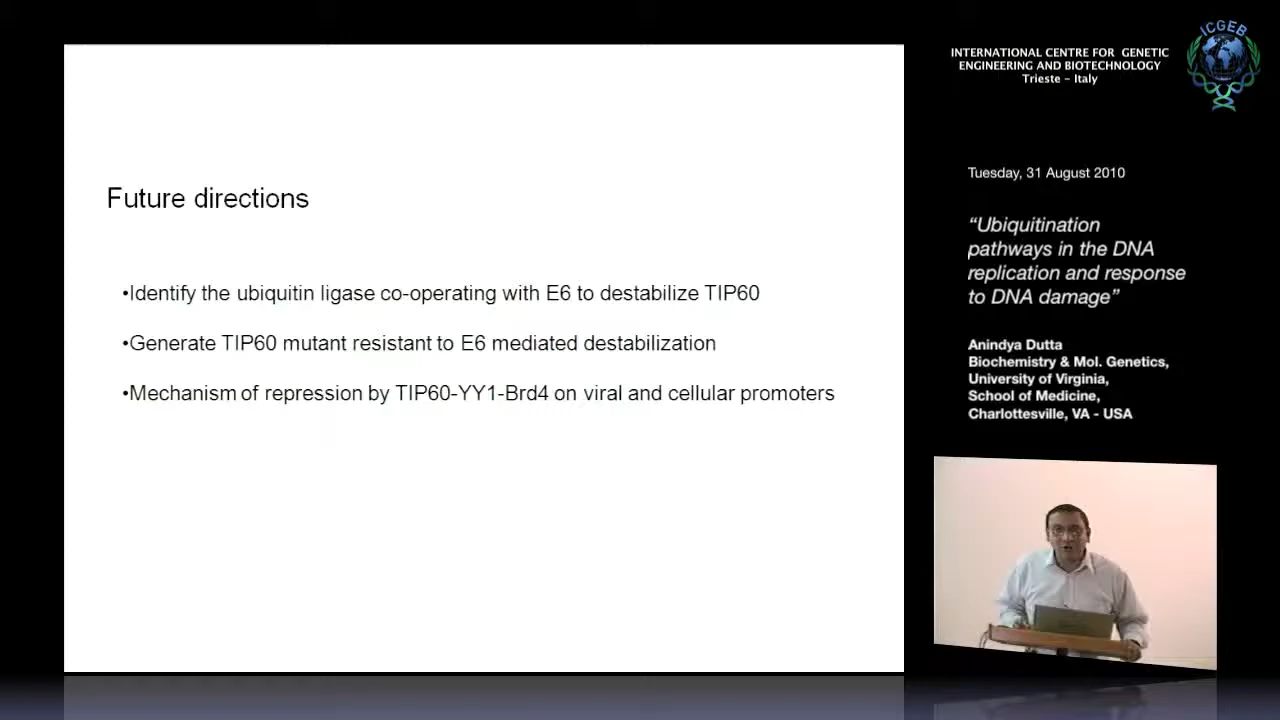 Future directions
•Identify the ubiquitin ligase co-operating with E6 to destabilize TIP60
•Generate TIP60 mutant resistant to E6 mediated destabilization
•Mechanism of repression by TIP60-YY1-Brd4 on viral and cellular promoters
INTERNATIONAL CENTRE FOR GENETIC
ENGINEERING AND BIOTECHNOLOGY
Trieste - Italy
ICGEB
Tuesday, 31 August 2010
“Ubiquitination
pathways in the DNA
replication and response
to DNA damage”
Anindya Dutta
Biochemistry & Mol. Genetics,
University of Virginia,
School of Medicine,
Charlottesville, VA - USA